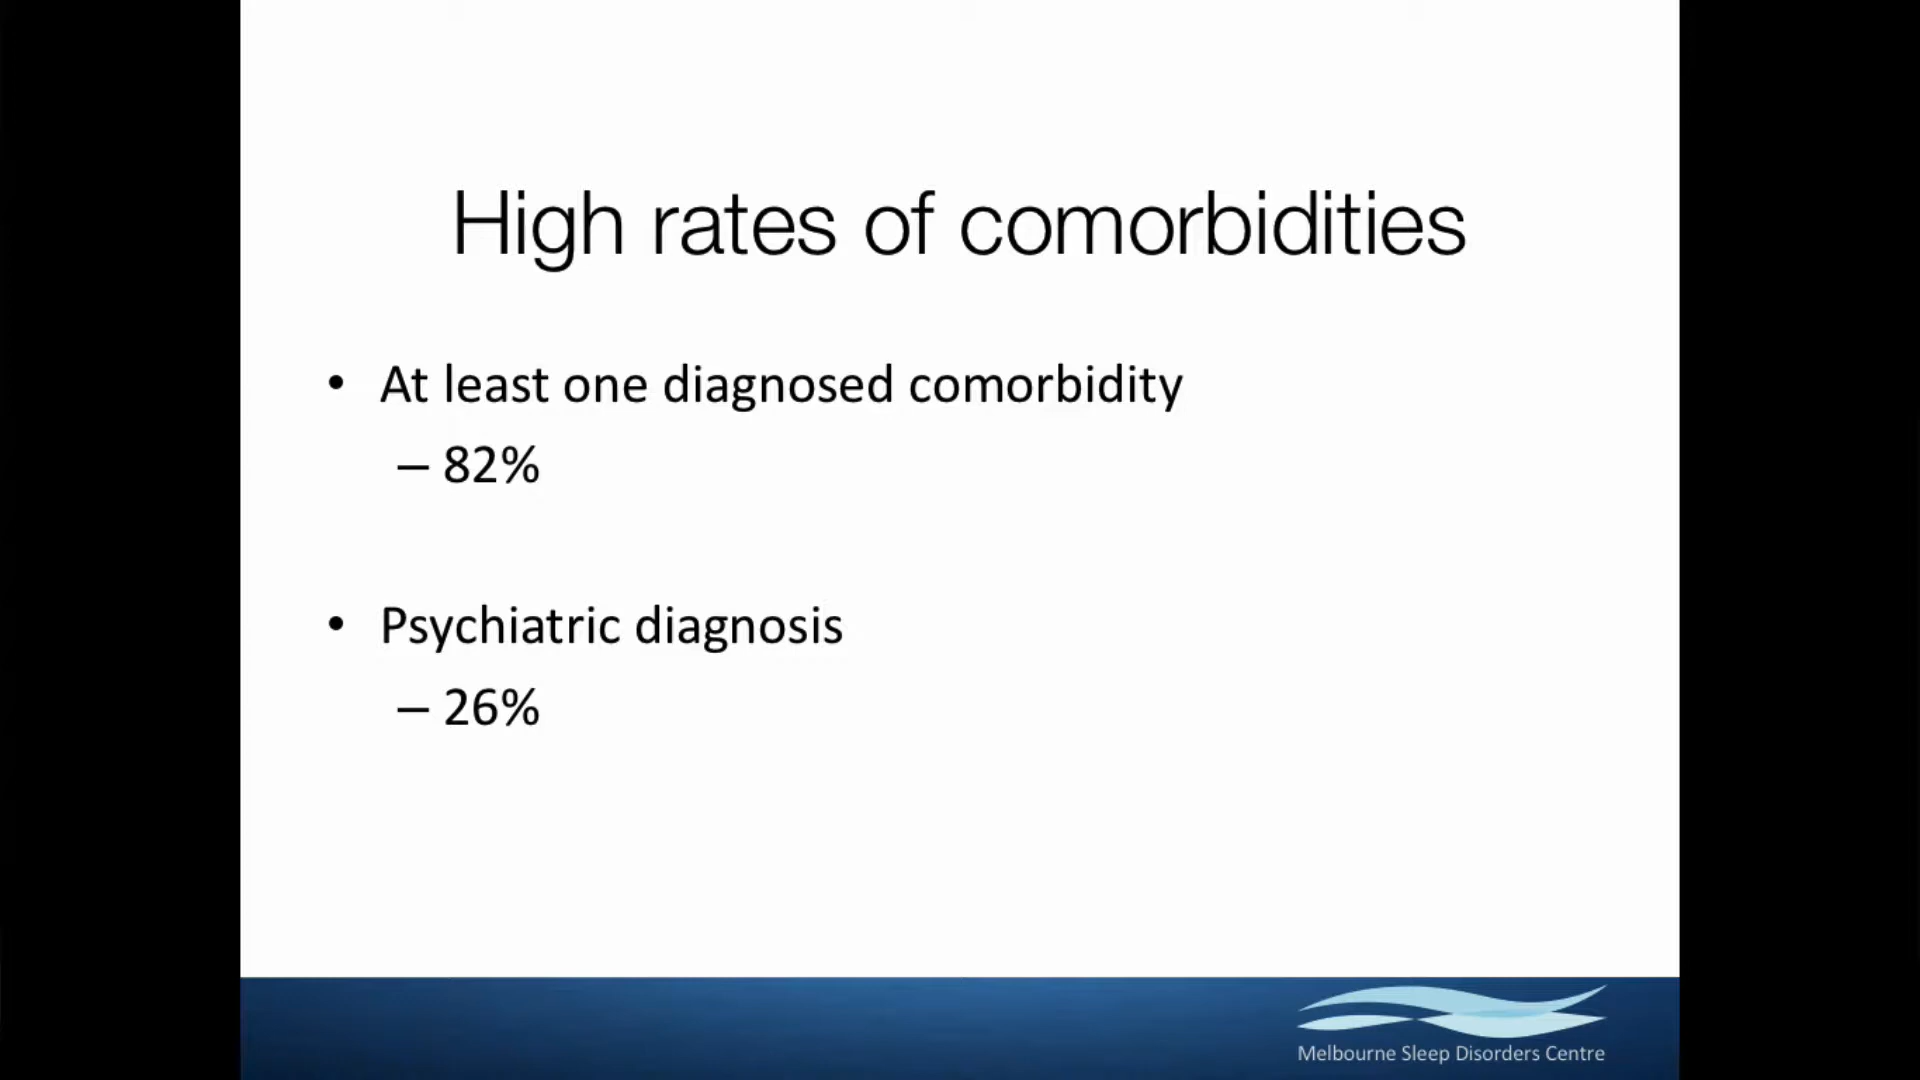 High rates of comorbidities
• At least one diagnosed comorbidity
– 82%
• Psychiatric diagnosis
– 26%
Melbourne Sleep Disorders Centre